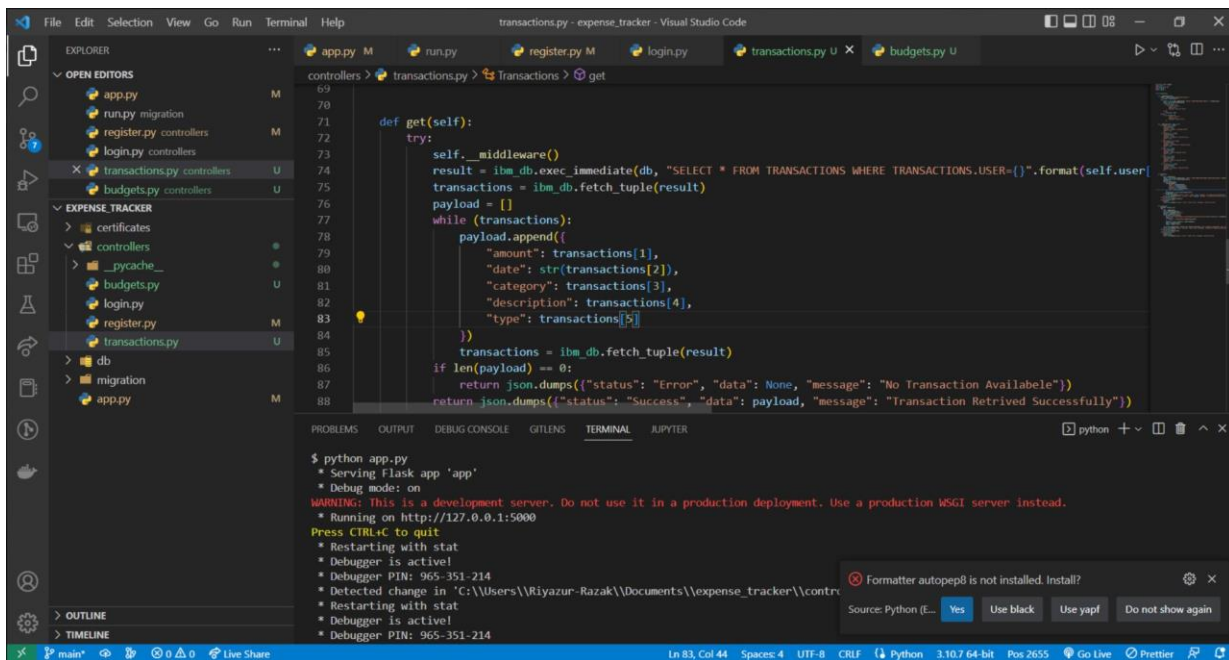 File Edit Selection View Go Run Terminal Help
transactions.py - expense_tracker - Visual Studio Code
EXPLORER
OPEN EDITORS
app.py M
run.py migration
register.py controllers M
login.py controllers
transactions.py controllers U
budgets.py controllers U
EXPENSE_TRACKER
certificates
controllers
__pycache__
budgets.py U
login.py
register.py M
transactions.py U
db
migration
app.py M
OUTLINE
TIMELINE
app.py M run.py register.py M login.py transactions.py U budgets.py U
controllers > transactions.py > Transactions > get
69
70
71 def get(self):
72 try:
73 self.__middleware()
74 result = ibm_db.exec_immediate(db, "SELECT * FROM TRANSACTIONS WHERE TRANSACTIONS.USER={}".format(self.user[
75 transactions = ibm_db.fetch_tuple(result)
76 payload = []
77 while (transactions):
78 payload.append({
79 "amount": transactions[1],
80 "date": str(transactions[2]),
81 "category": transactions[3],
82 "description": transactions[4],
83 "type": transactions[5]
84 })
85 transactions = ibm_db.fetch_tuple(result)
86 if len(payload) == 0:
87 return json.dumps({"status": "Error", "data": None, "message": "No Transaction Availabele"})
88 return json.dumps({"status": "Success", "data": payload, "message": "Transaction Retrived Successfully"})
PROBLEMS OUTPUT DEBUG CONSOLE GITLENS TERMINAL JUPYTER
python
$ python app.py
* Serving Flask app 'app'
* Debug mode: on
WARNING: This is a development server. Do not use it in a production deployment. Use a production WSGI server instead.
* Running on http://127.0.0.1:5000
Press CTRL+C to quit
* Restarting with stat
* Debugger is active!
* Debugger PIN: 965-351-214
* Detected change in 'C:\\Users\\Riyazur-Razak\\Documents\\expense_tracker\\contro
* Restarting with stat
* Debugger is active!
* Debugger PIN: 965-351-214
Formatter autopep8 is not installed. Install?
Source: Python (E... Yes Use black Use yapf Do not show again
main* 0 0 Live Share
Ln 83, Col 44 Spaces: 4 UTF-8 CRLF Python 3.10.7 64-bit Pos 2655 Go Live Prettier